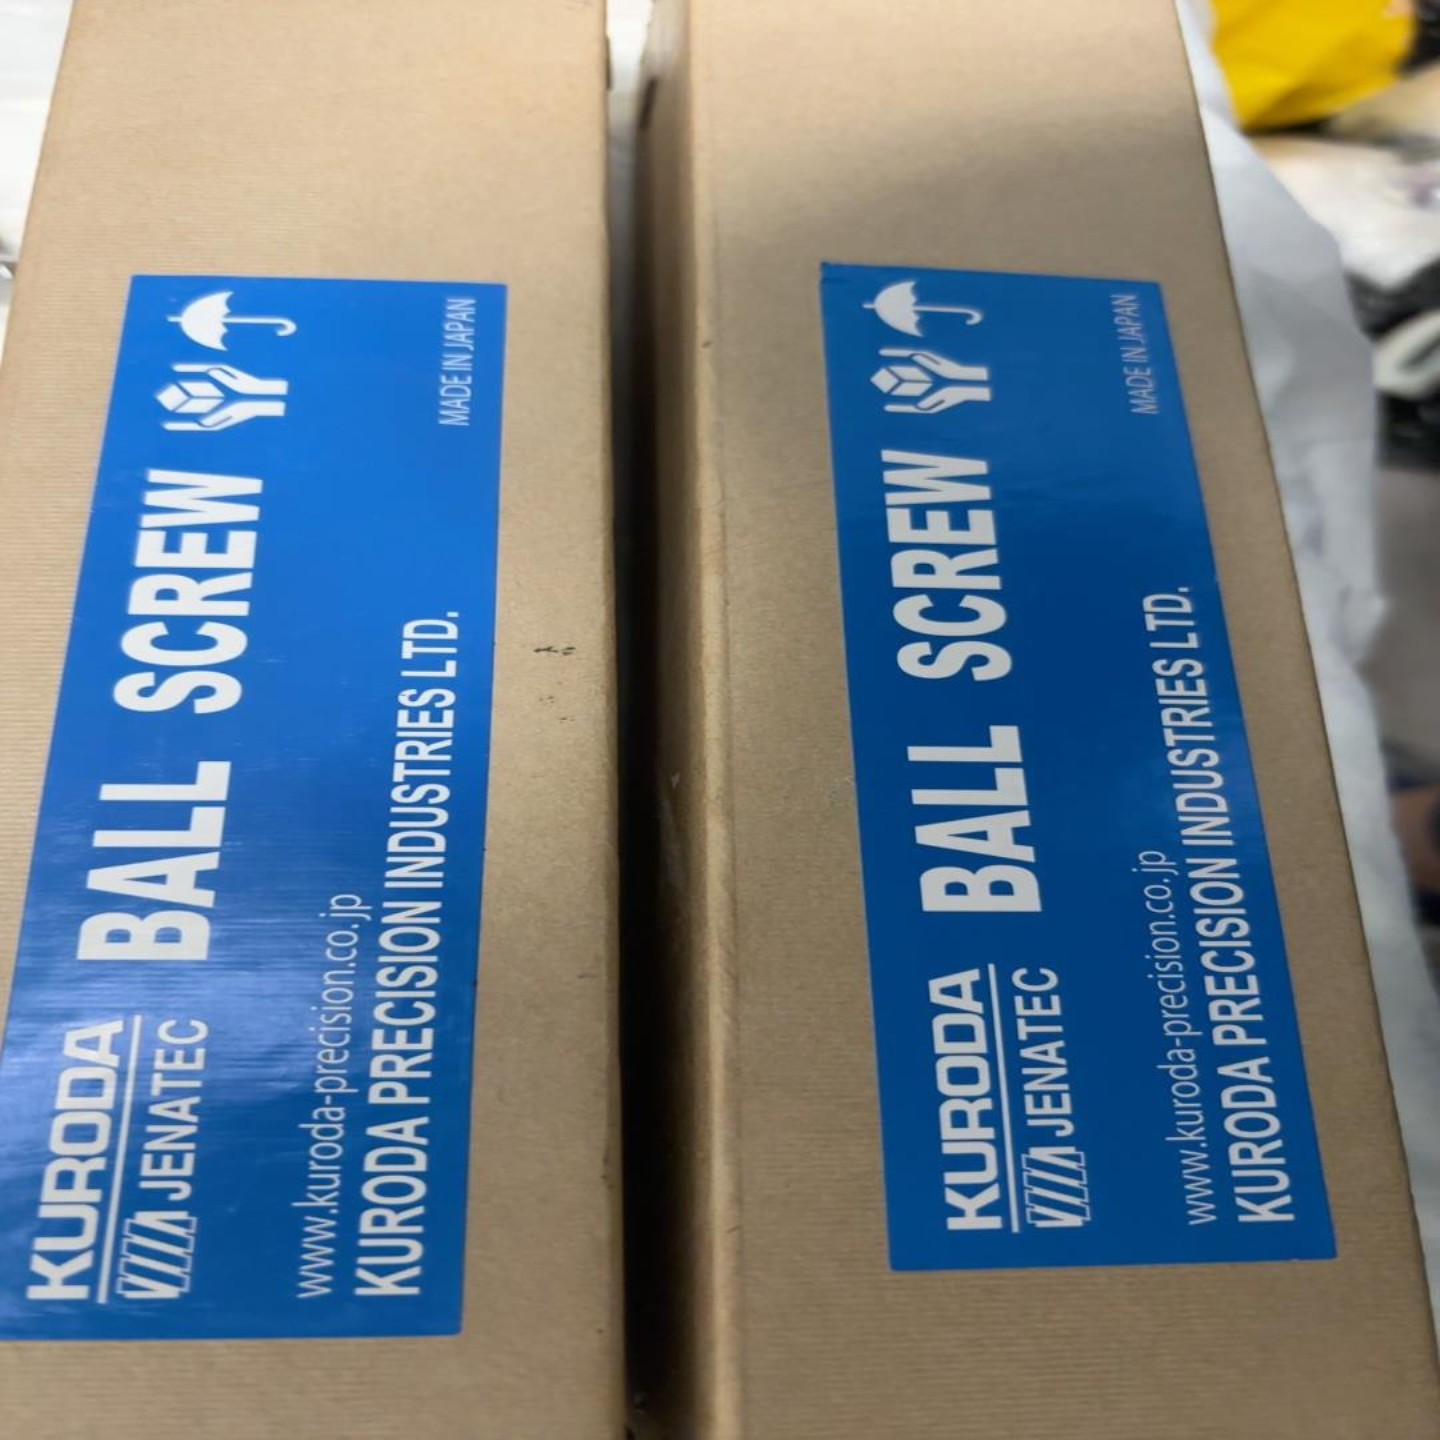 KURODA
JENATEC
BALL SCREW
www.kuroda-precision.co.jp
KURODA PRECISION INDUSTRIES LTD.
MADE IN JAPAN
KURODA
JENATEC
BALL SCREW
www.kuroda-precision.co.jp
KURODA PRECISION INDUSTRIES LTD.
MADE IN JAPAN